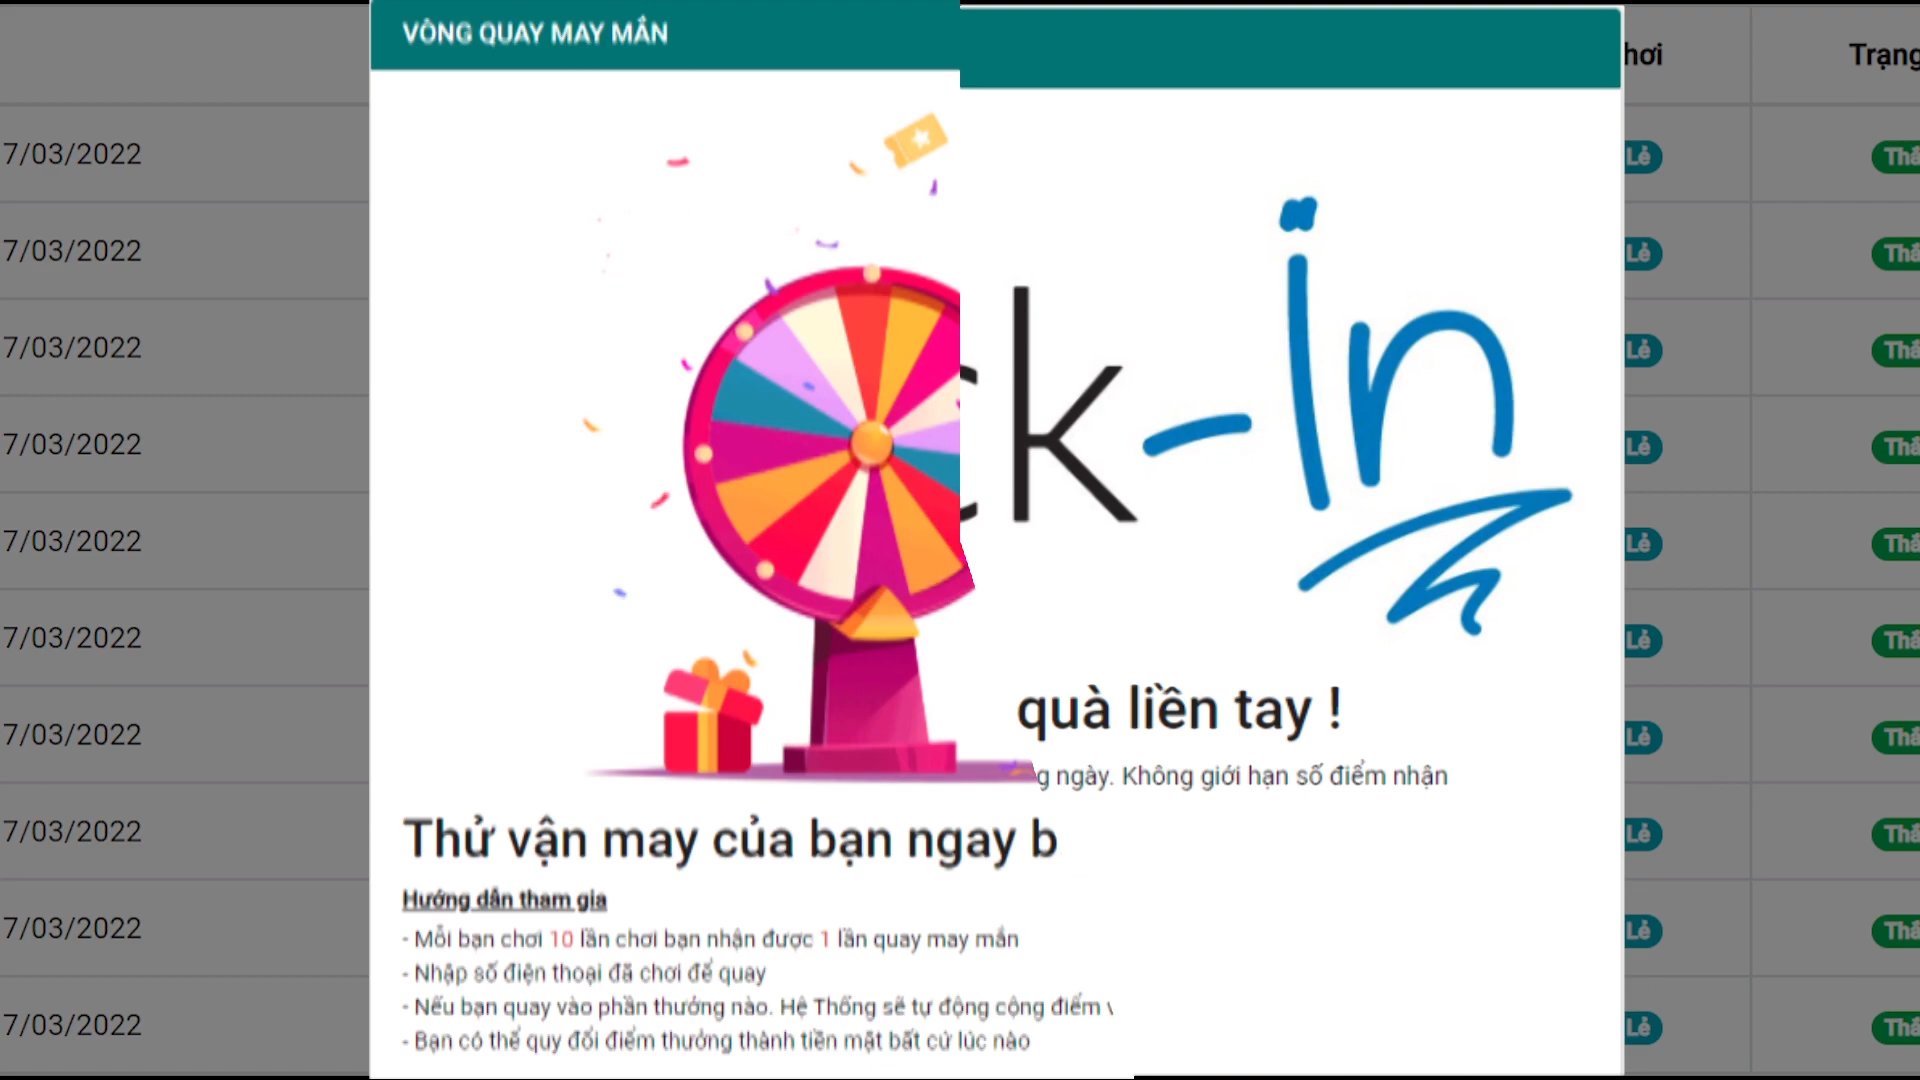 VÒNG QUAY MAY MẮN
hơi
Trạng
7/03/2022
Lẻ
7/03/2022
Lẻ
7/03/2022
Lẻ
7/03/2022
Lẻ
7/03/2022
Lẻ
7/03/2022
Lẻ
7/03/2022
Lẻ
7/03/2022
Lẻ
7/03/2022
Lẻ
7/03/2022
Lẻ
ck-in
quà liền tay !
g ngày. Không giới hạn số điểm nhận
Thử vận may của bạn ngay b
Hướng dẫn tham gia
- Mỗi bạn chơi 10 lần chơi bạn nhận được 1 lần quay may mắn
- Nhập số điện thoại đã chơi để quay
- Nếu bạn quay vào phần thưởng nào. Hệ Thống sẽ tự động cộng điểm
- Bạn có thể quy đổi điểm thưởng thành tiền mặt bất cứ lúc nào